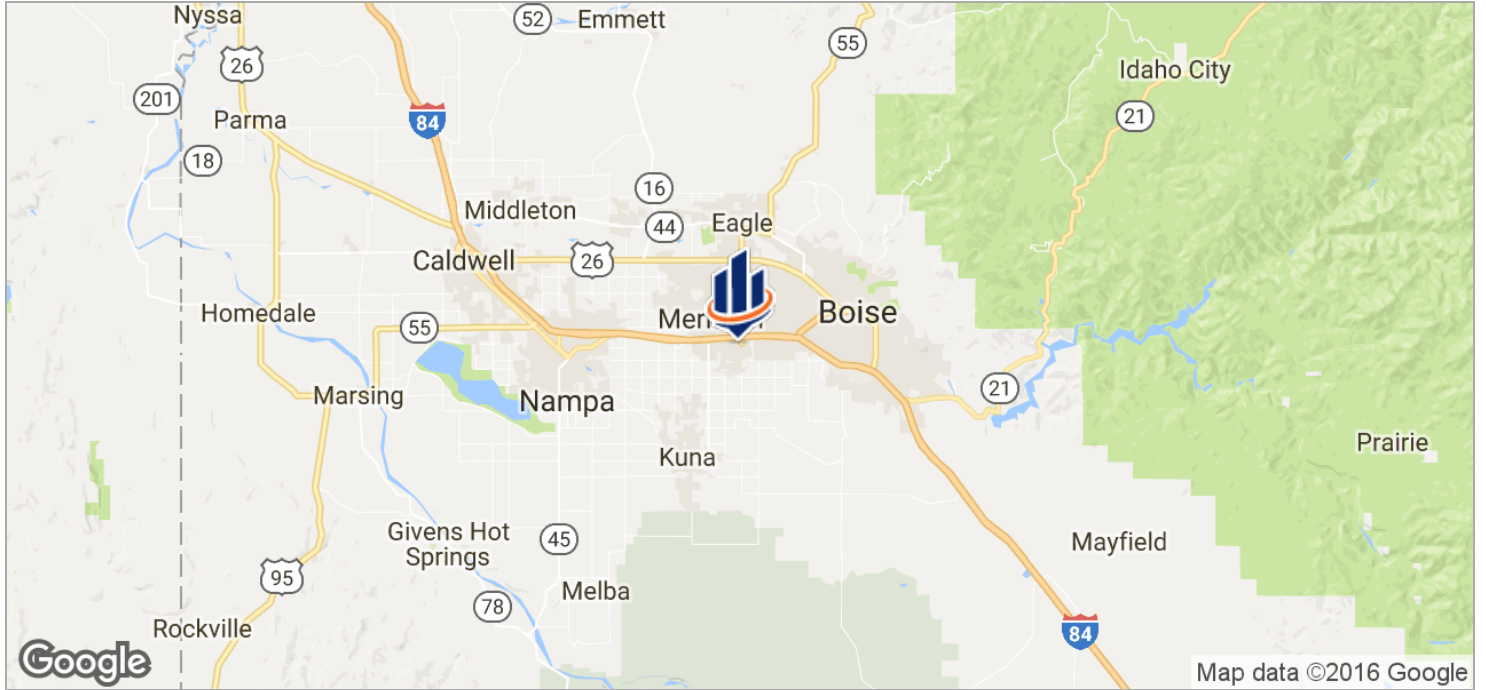 Nyssa
52
Emmett
55
26
Idaho City
201
84
21
Parma
18
16
Middleton
44
Eagle
Caldwell
26
Homedale
55
Boise
21
Marsing
Nampa
Prairie
Kuna
Givens Hot
Springs
45
Mayfield
95
Melba
78
Rockville
84
Google
Map data ©2016 Google